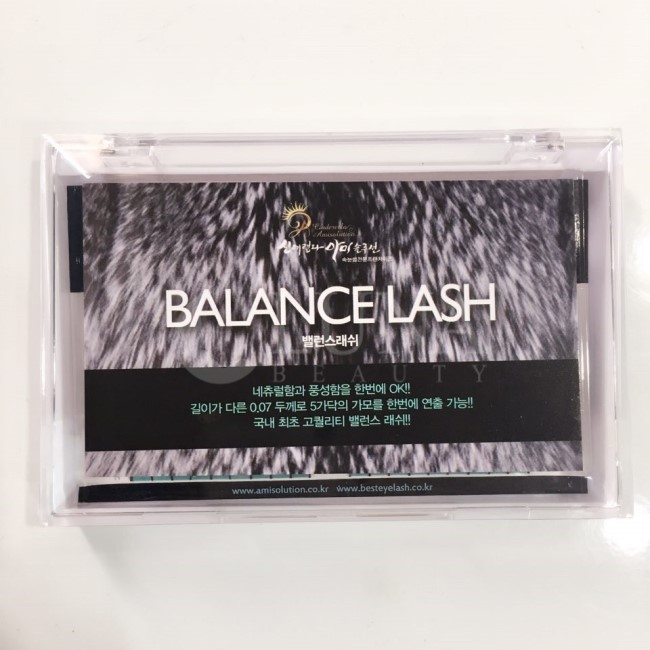 신데렐라 아미 솔루션
BALANCE LASH
밸런스래쉬
BEAUTY
네츄럴함과 풍성함을 한번에 OK!!
길이가 다른 0.07 두께로 5가닥의 가모를 한번에 연출 가능!!
국내 최초 고퀄리티 밸런스 래쉬!!
www.amisolution.co.kr www.besteyelash.co.kr